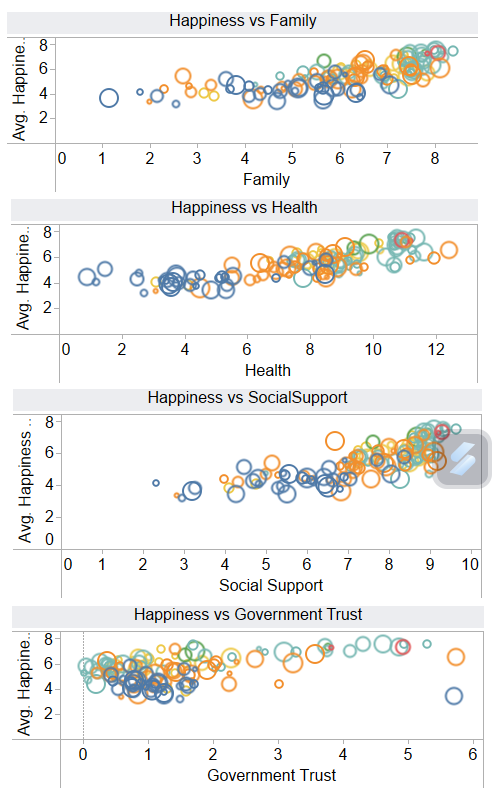 Happiness vs Family
Avg. Happine..
8
6
4
2
0 1 2 3 4 5 6 7 8
Family
Happiness vs Health
Avg. Happine..
8
6
4
2
0 2 4 6 8 10 12
Health
Happiness vs SocialSupport
Avg. Happiness ..
8
6
4
2
0
0 1 2 3 4 5 6 7 8 9 10
Social Support
Happiness vs Government Trust
Avg. Happine..
8
6
4
2
0 1 2 3 4 5 6
Government Trust